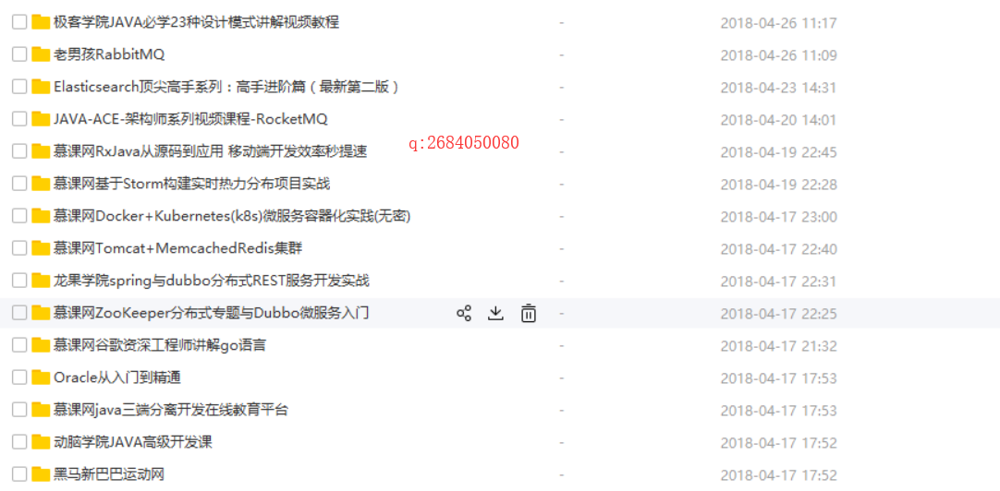 极客学院JAVA必学23种设计模式讲解视频教程 - 2018-04-26 11:17
老男孩RabbitMQ - 2018-04-26 11:09
Elasticsearch顶尖高手系列：高手进阶篇（最新第二版） - 2018-04-23 14:31
JAVA-ACE-架构师系列视频课程-RocketMQ - 2018-04-20 14:01
q:2684050080
慕课网RxJava从源码到应用 移动端开发效率秒提速 - 2018-04-19 22:45
慕课网基于Storm构建实时热力分布项目实战 - 2018-04-19 22:28
慕课网Docker+Kubernetes(k8s)微服务容器化实践(无密) - 2018-04-17 23:00
慕课网Tomcat+MemcachedRedis集群 - 2018-04-17 22:40
龙果学院spring与dubbo分布式REST服务开发实战 - 2018-04-17 22:31
慕课网ZooKeeper分布式专题与Dubbo微服务入门 - 2018-04-17 22:25
慕课网谷歌资深工程师讲解go语言 - 2018-04-17 21:32
Oracle从入门到精通 - 2018-04-17 17:53
慕课网java三端分离开发在线教育平台 - 2018-04-17 17:53
动脑学院JAVA高级开发课 - 2018-04-17 17:52
黑马新巴巴运动网 - 2018-04-17 17:52